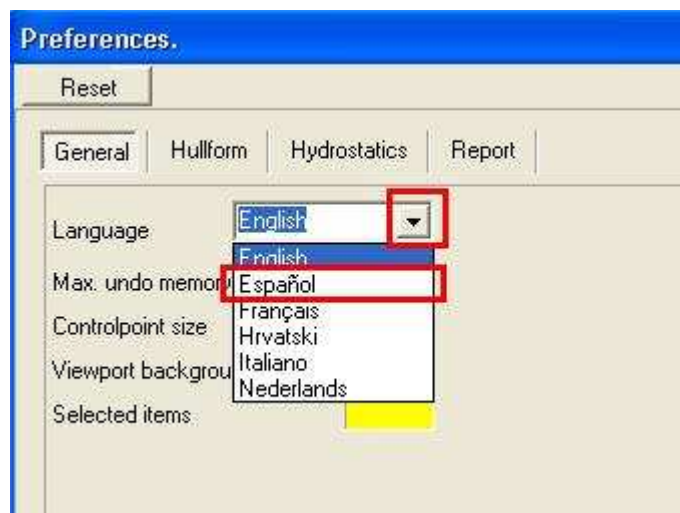 Preferences.
Reset
General Hullform Hydrostatics Report
Language English
English
Max. undo memory Español
Français
Controlpoint size Hrvatski
Viewport backgrou Italiano
Nederlands
Selected items